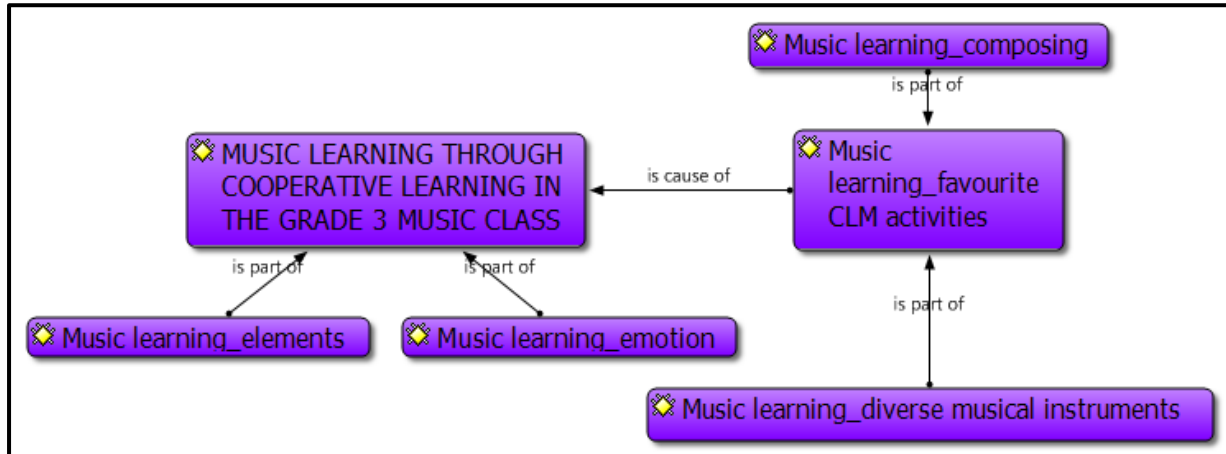 Music learning_composing
is part of
MUSIC LEARNING THROUGH
COOPERATIVE LEARNING IN
THE GRADE 3 MUSIC CLASS
is cause of
Music
learning_favourite
CLM activities
is part of
is part of
is part of
Music learning_elements
Music learning_emotion
Music learning_diverse musical instruments